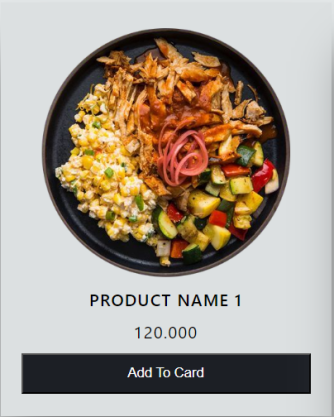 PRODUCT NAME 1
120.000
Add To Card